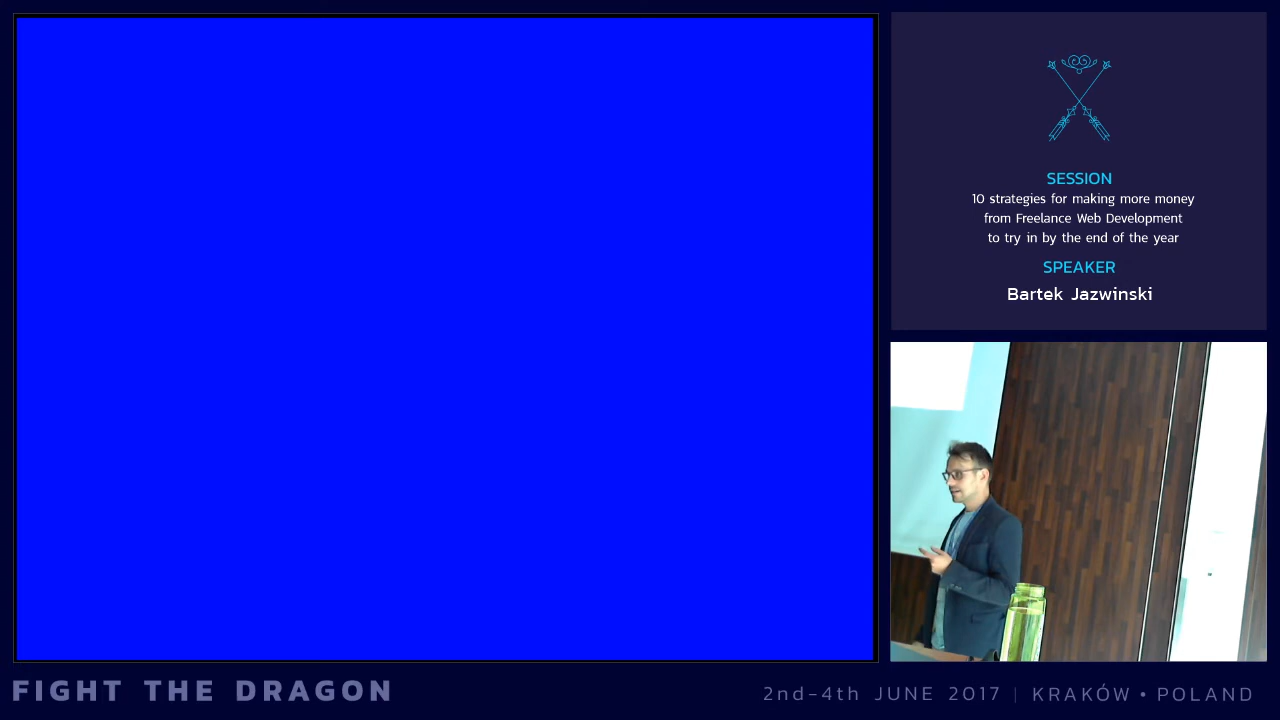 SESSION
10 strategies for making more money
from Freelance Web Development
to try in by the end of the year
SPEAKER
Bartek Jazwinski
FIGHT THE DRAGON
2nd-4th JUNE 2017 | KRAKÓW • POLAND